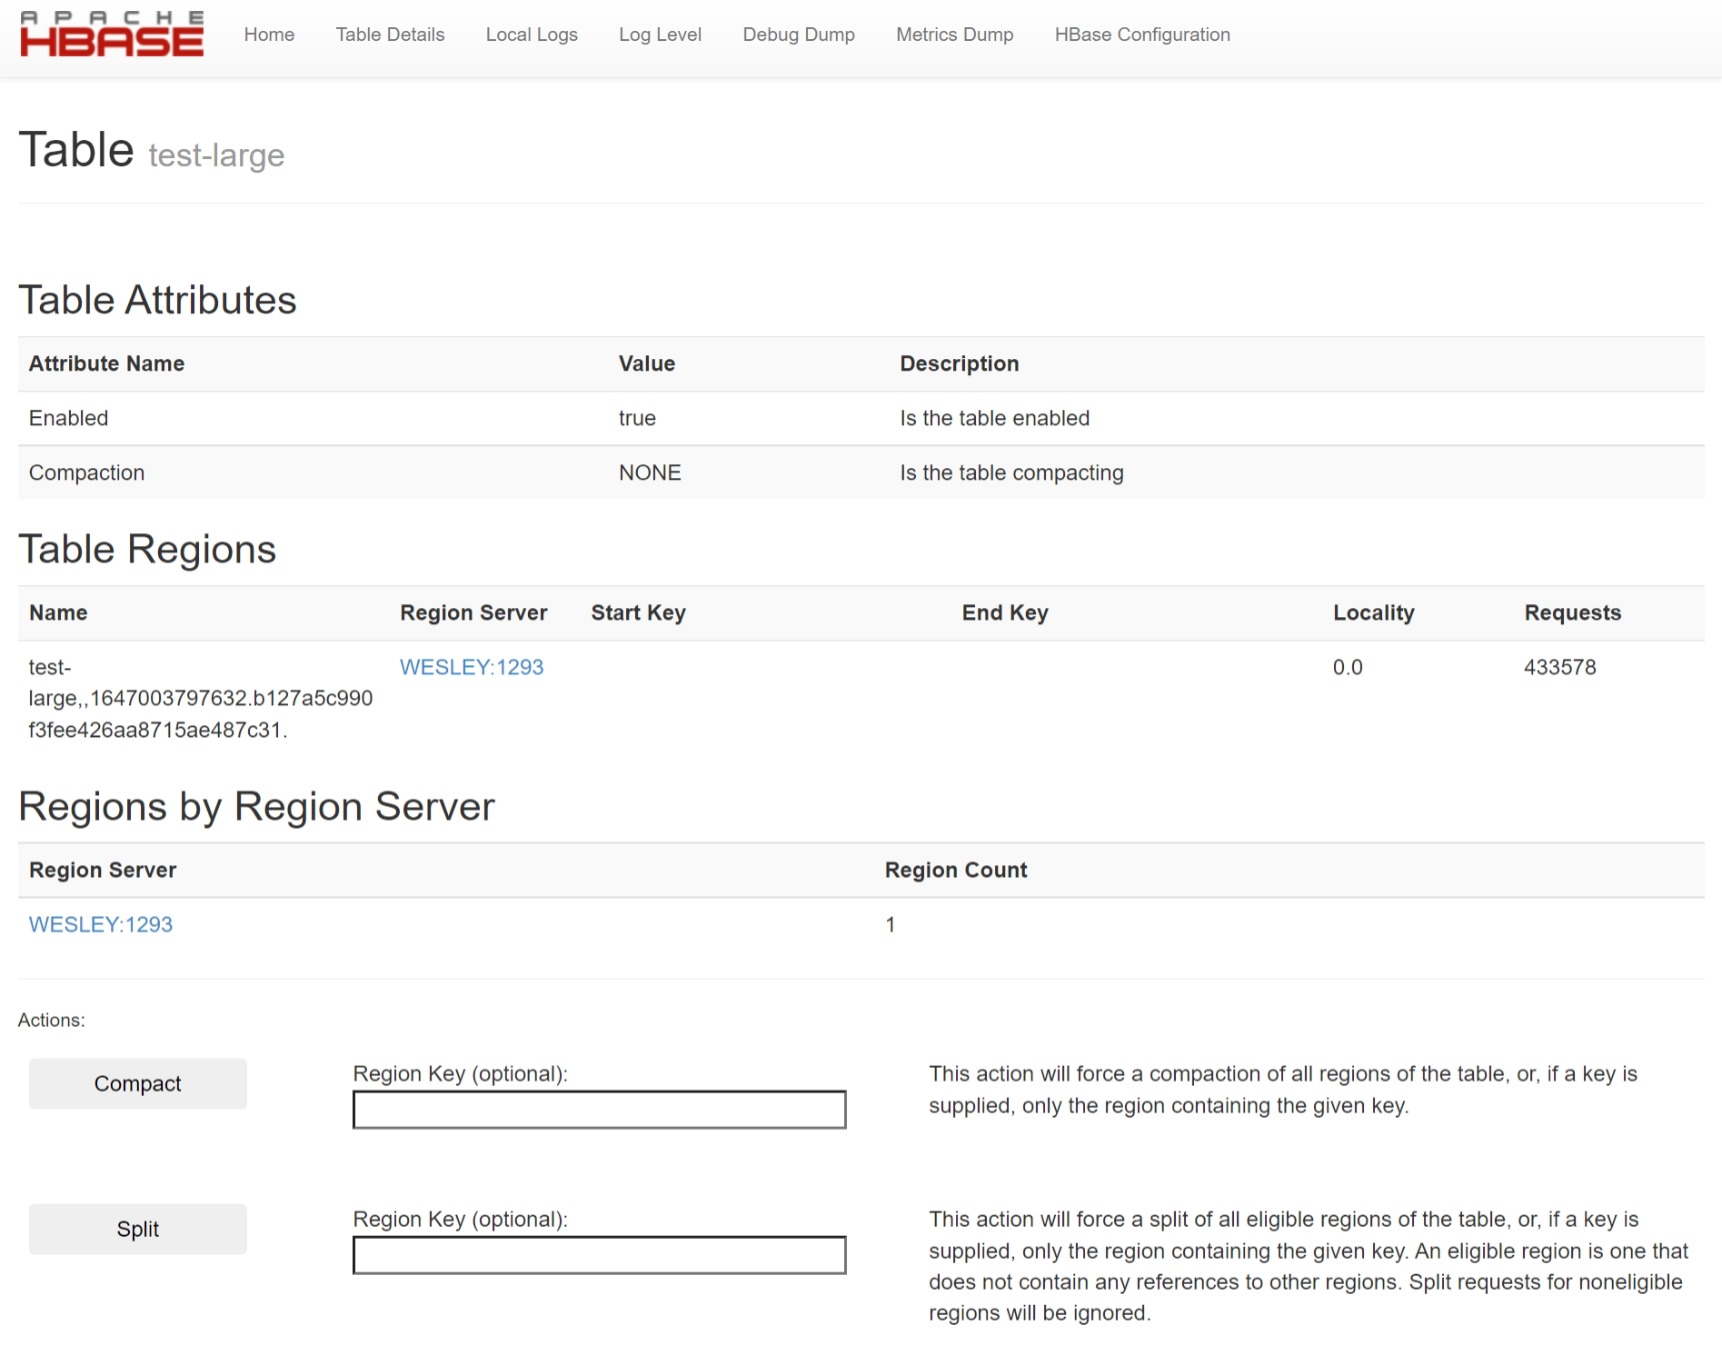 APACHE
HBASE
Home Table Details Local Logs Log Level Debug Dump Metrics Dump HBase Configuration
Table test-large
Table Attributes
Attribute Name Value Description
Enabled true Is the table enabled
Compaction NONE Is the table compacting
Table Regions
Name Region Server Start Key End Key Locality Requests
test- WESLEY:1293 0.0 433578
large,,1647003797632.b127a5c990
f3fee426aa8715ae487c31.
Regions by Region Server
Region Server Region Count
WESLEY:1293 1
Actions:
Compact
Region Key (optional):
This action will force a compaction of all regions of the table, or, if a key is
supplied, only the region containing the given key.
Split
Region Key (optional):
This action will force a split of all eligible regions of the table, or, if a key is
supplied, only the region containing the given key. An eligible region is one that
does not contain any references to other regions. Split requests for noneligible
regions will be ignored.